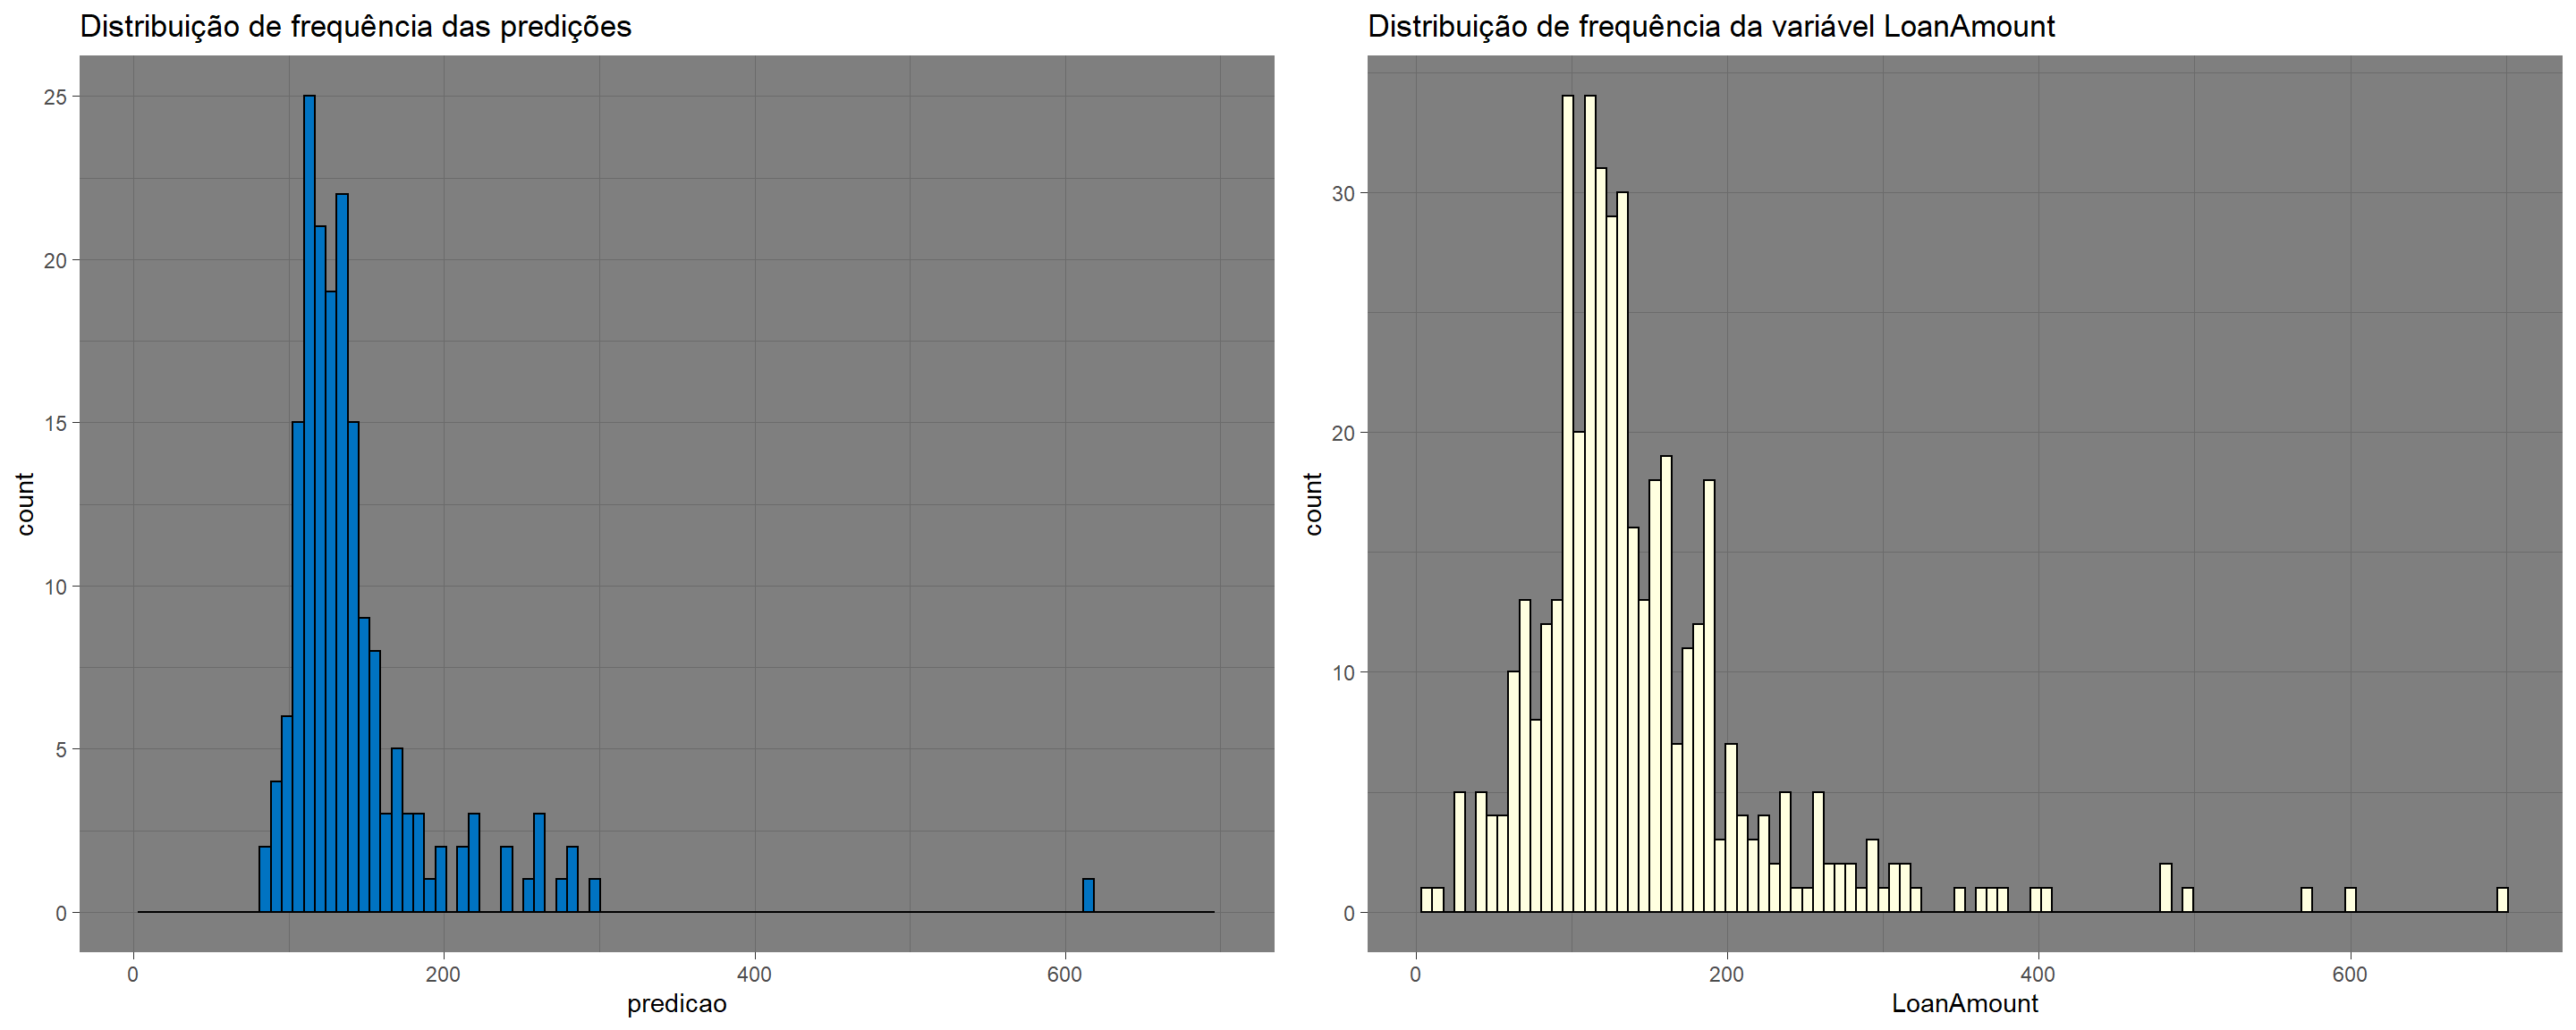 Distribuição de frequência das predições
25
20
15
10
5
0
count
0 200 400 600
predicao
Distribuição de frequência da variável LoanAmount
30
20
10
0
count
0 200 400 600
LoanAmount